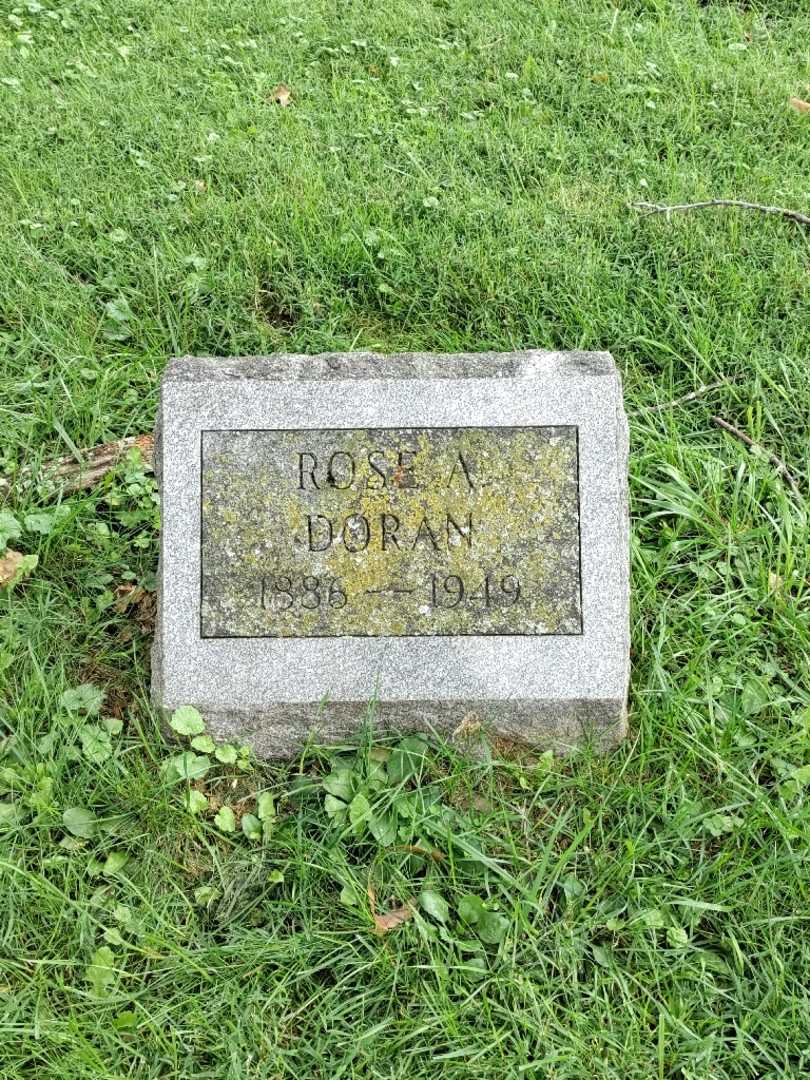 ROSE A.
DORAN
1886 — 1949